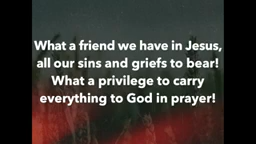 What a friend we have in Jesus,
all our sins and griefs to bear!
What a privilege to carry
everything to God in prayer!